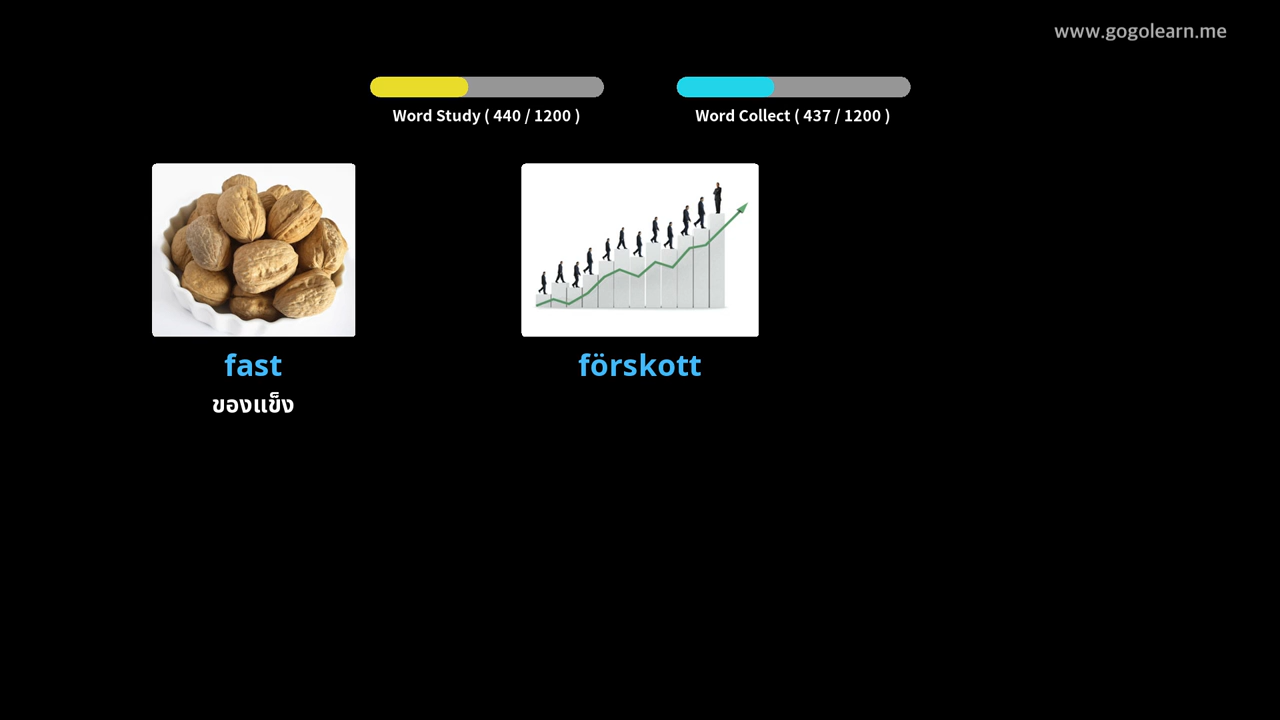 www.gogolearn.me
Word Study ( 440 / 1200 )
Word Collect ( 437 / 1200 )
fast
ของแข็ง
förskott